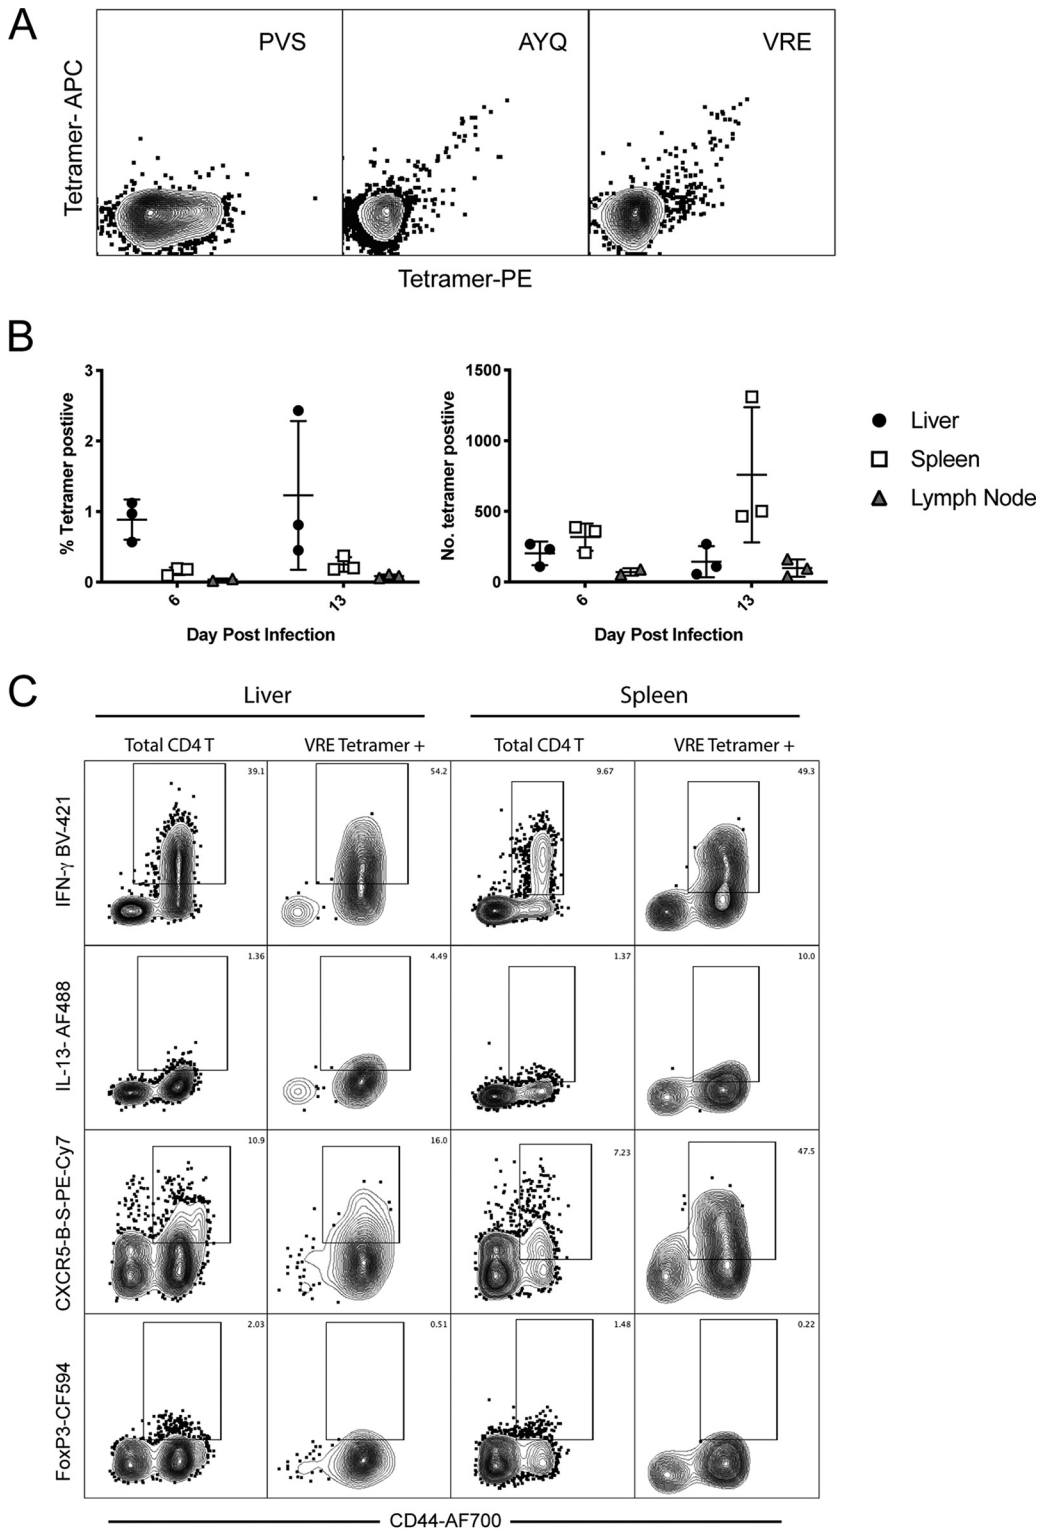 A
PVS
AYQ
VRE
Tetramer- APC
Tetramer-PE
B
3
2
1
0
% Tetramer postiive
6
13
Day Post Infection
1500
1000
500
0
No. tetramer postiive
6
13
Day Post Infection
Liver
Spleen
Lymph Node
C
Liver
Spleen
Total CD4 T
VRE Tetramer +
Total CD4 T
VRE Tetramer +
IFN-γ BV-421
39.1
54.2
9.67
49.3
IL-13- AF488
1.36
4.49
1.37
10.0
CXCR5-B-S-PE-Cy7
10.9
16.0
7.23
47.5
FoxP3-CF594
2.03
0.51
1.48
0.22
CD44-AF700